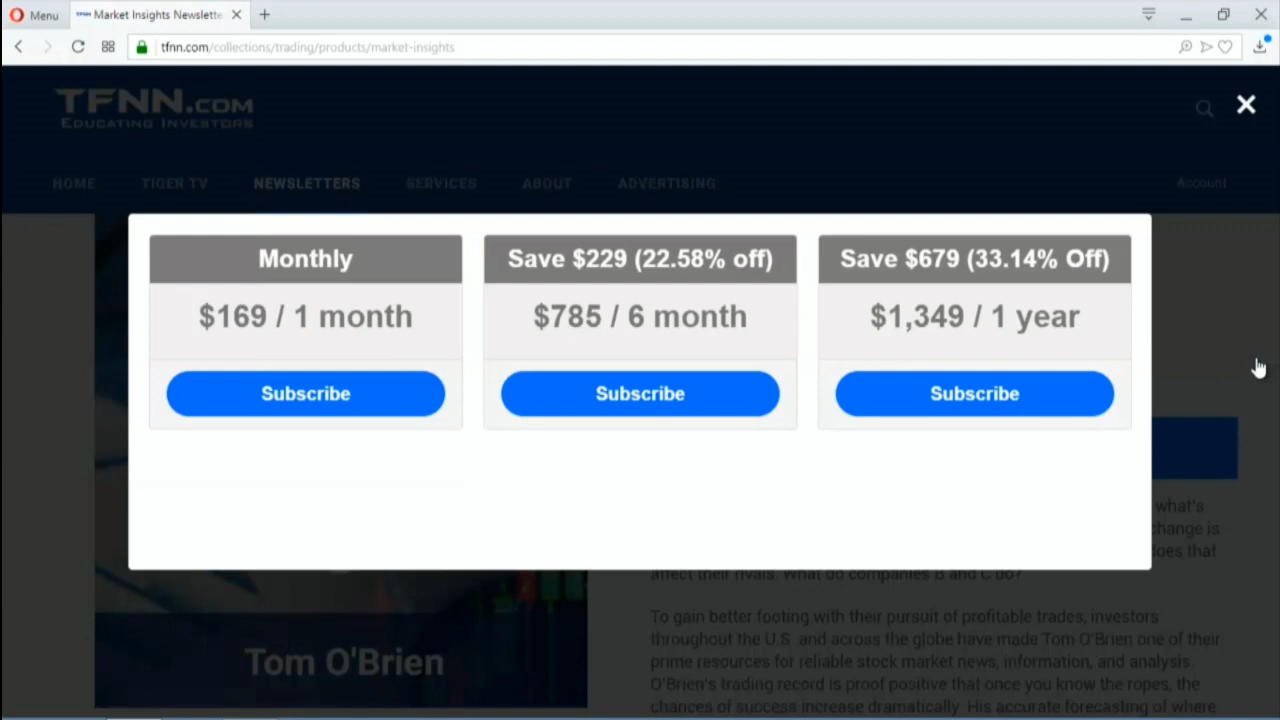 Menu
Market Insights Newslette
tfnn.com/collections/trading/products/market-insights
TFNN.COM
EDUCATING INVESTORS
HOME
TIGER TV
NEWSLETTERS
SERVICES
ABOUT
ADVERTISING
Account
Monthly
$169 / 1 month
Subscribe
Save $229 (22.58% off)
$785 / 6 month
Subscribe
Save $679 (33.14% Off)
$1,349 / 1 year
Subscribe
what's
change is
does that
affect their rivals. What do companies B and C do?
To gain better footing with their pursuit of profitable trades, investors
throughout the U.S. and across the globe have made Tom O'Brien one of their
prime resources for reliable stock market news, information, and analysis.
O'Brien's trading record is proof positive that once you know the ropes, the
chances of success increase dramatically. His accurate forecasting of where
Tom O'Brien